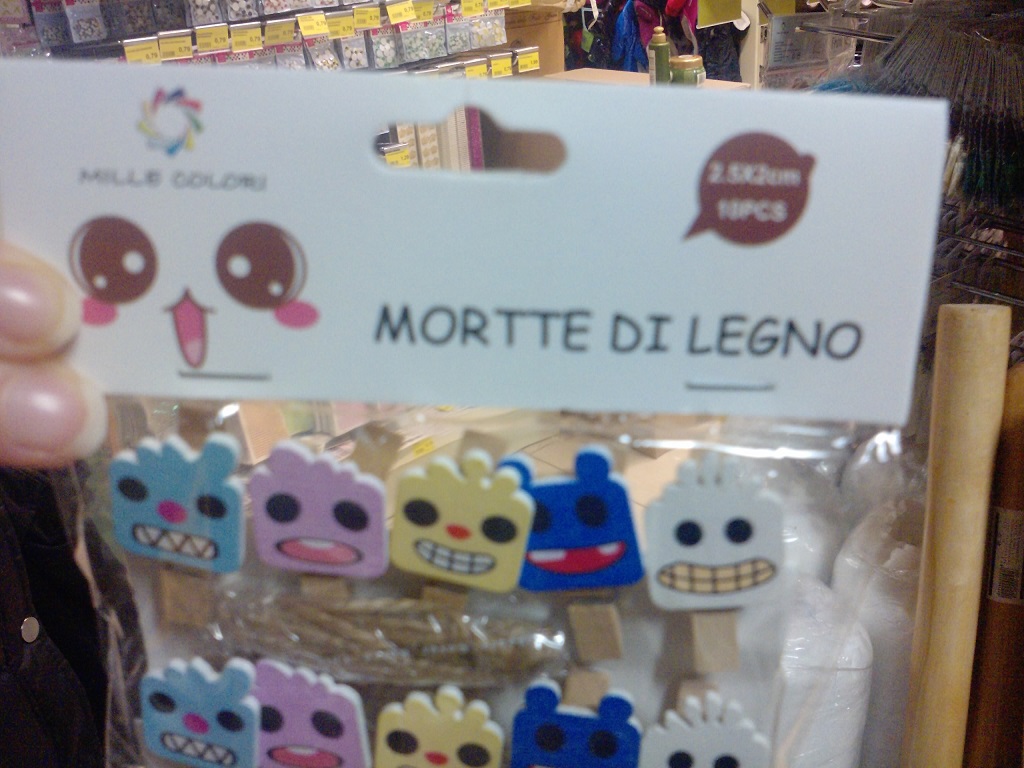 MILLE COLORI
2.5X2cm
10PCS
MORTTE DI LEGNO